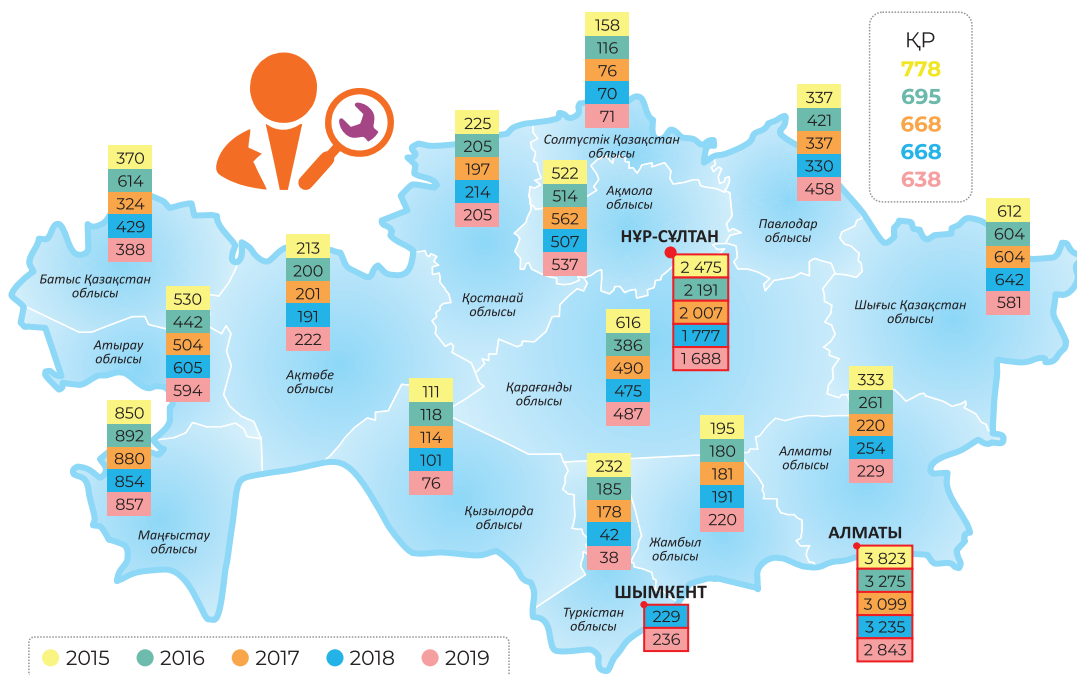 ҚР
778
695
668
668
638
158
116
76
70
71
Солтүстік Қазақстан
облысы
337
421
337
330
458
Павлодар
облысы
225
205
197
214
205
Қостанай
облысы
522
514
562
507
537
Ақмола
облысы
НҰР-СҰЛТАН
2 475
2 191
2 007
1 777
1 688
370
614
324
429
388
Батыс Қазақстан
облысы
612
604
604
642
581
Шығыс Қазақстан
облысы
213
200
201
191
222
Ақтөбе
облысы
530
442
504
605
594
Атырау
облысы
616
386
490
475
487
Қарағанды
облысы
850
892
880
854
857
Маңғыстау
облысы
111
118
114
101
76
Қызылорда
облысы
333
261
220
254
229
Алматы
облысы
195
180
181
191
220
Жамбыл
облысы
232
185
178
42
38
Түркістан
облысы
ШЫМКЕНТ
229
236
АЛМАТЫ
3 823
3 275
3 099
3 235
2 843
2015 2016 2017 2018 2019